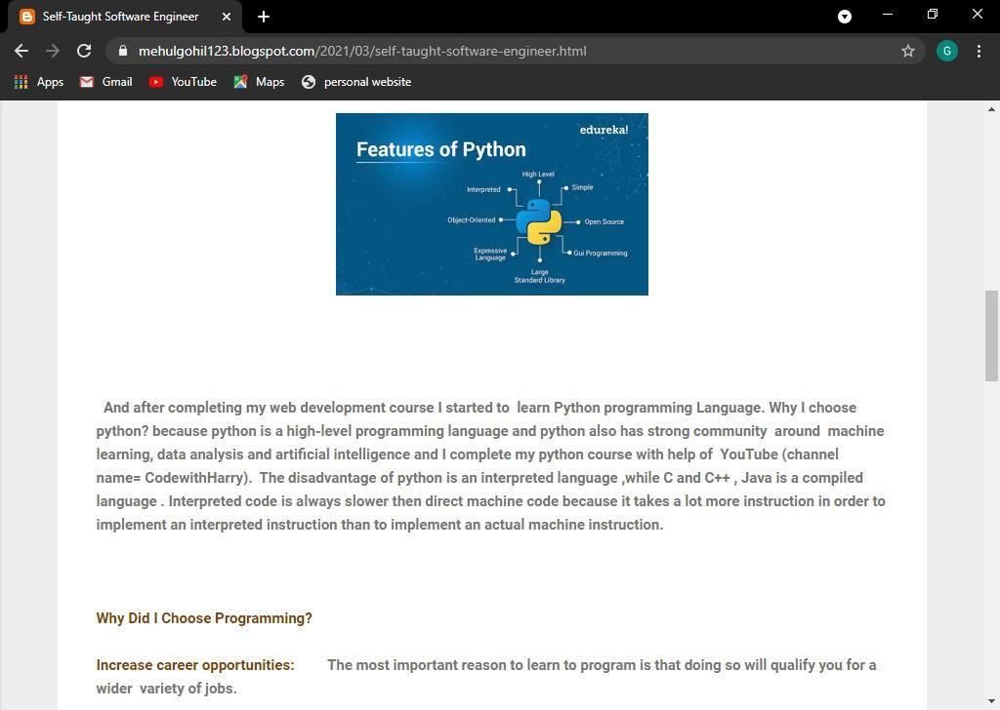 Self-Taught Software Engineer
mehulgohil123.blogspot.com/2021/03/self-taught-software-engineer.html
G
Apps Gmail YouTube Maps personal website
edureka!
Features of Python
High Level
Interpreted
Simple
Object-Oriented
Open Source
Expressive
Language
Gui Programming
Large
Standard Library
And after completing my web development course I started to learn Python programming Language. Why I choose
python? because python is a high-level programming language and python also has strong community around machine
learning, data analysis and artificial intelligence and I complete my python course with help of YouTube (channel
name= CodewithHarry). The disadvantage of python is an interpreted language ,while C and C++ , Java is a compiled
language . Interpreted code is always slower then direct machine code because it takes a lot more instruction in order to
implement an interpreted instruction than to implement an actual machine instruction.
Why Did I Choose Programming?
Increase career opportunities: The most important reason to learn to program is that doing so will qualify you for a
wider variety of jobs.